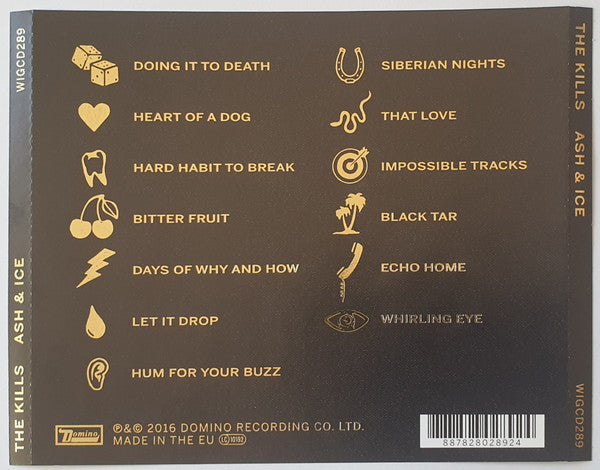 DOING IT TO DEATH
HEART OF A DOG
HARD HABIT TO BREAK
BITTER FRUIT
DAYS OF WHY AND HOW
LET IT DROP
HUM FOR YOUR BUZZ
SIBERIAN NIGHTS
THAT LOVE
IMPOSSIBLE TRACKS
BLACK TAR
ECHO HOME
WHIRLING EYE
Domino
℗&© 2016 DOMINO RECORDING CO. LTD.
MADE IN THE EU LC 10192
887828028924
THE KILLS ASH & ICE WIGCD289
THE KILLS ASH & ICE WIGCD289